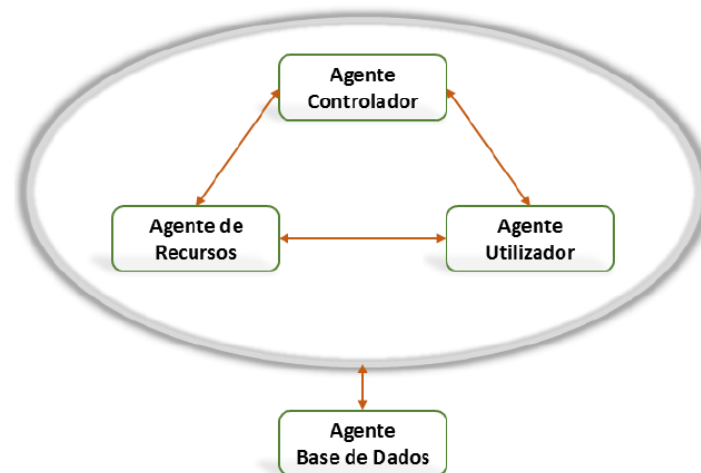 Agente
Controlador
Agente de
Recursos
Agente
Utilizador
Agente
Base de Dados